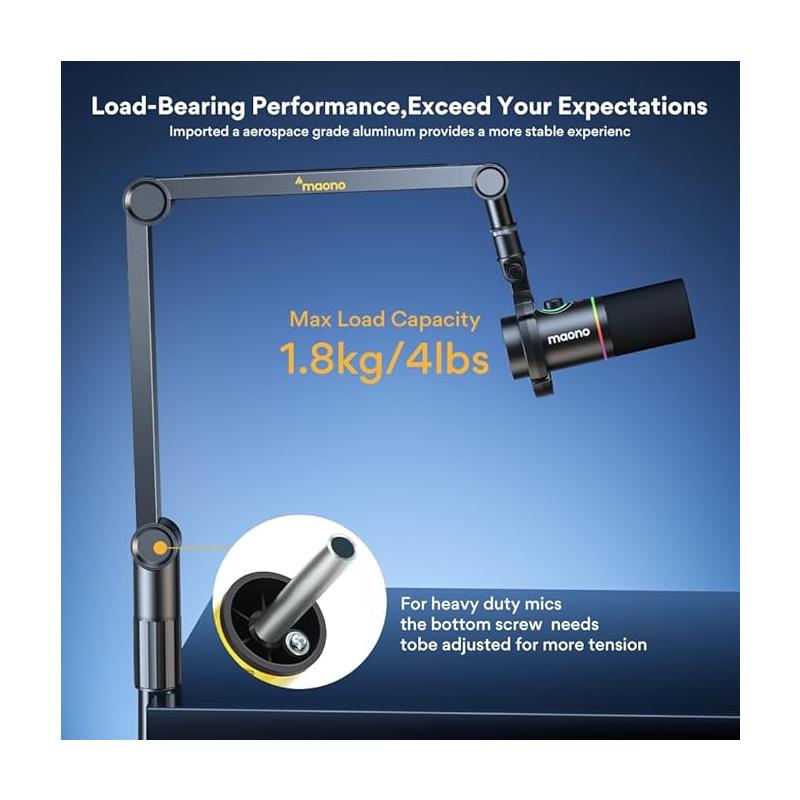 Load-Bearing Performance,Exceed Your Expectations
Imported a aerospace grade aluminum provides a more stable experienc
maono
Max Load Capacity
1.8kg/4lbs
maono
For heavy duty mics
the bottom screw needs
tobe adjusted for more tension